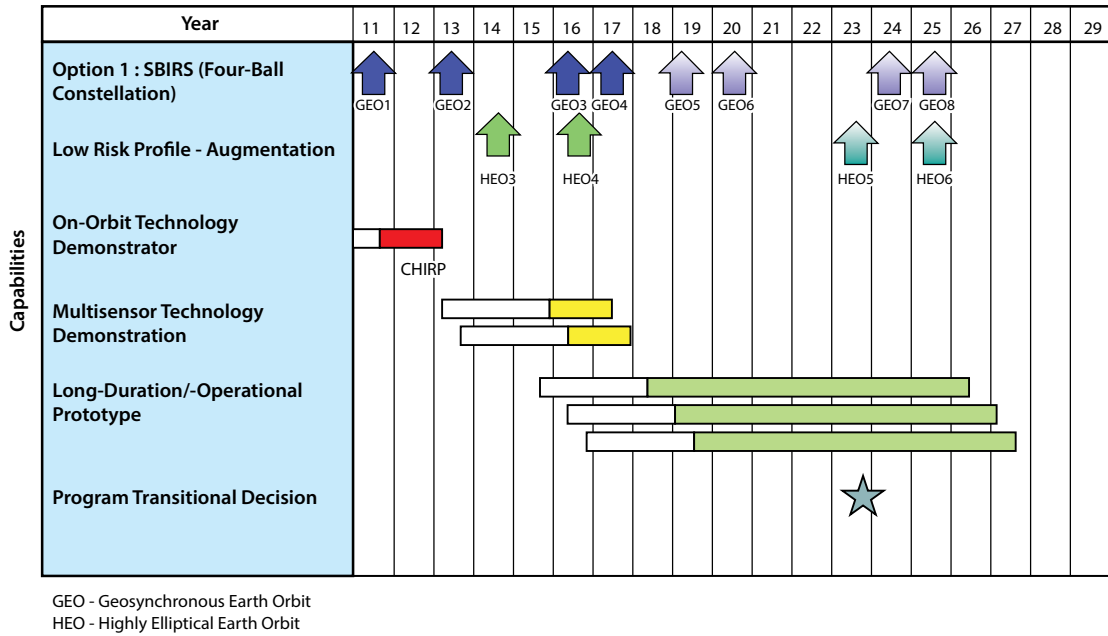 Year 11 12 13 14 15 16 17 18 19 20 21 22 23 24 25 26 27 28 29
Capabilities
Option 1 : SBIRS (Four-Ball
Constellation)
GEO1 GEO2 GEO3 GEO4 GEO5 GEO6 GEO7 GEO8
Low Risk Profile - Augmentation
HEO3 HEO4 HEO5 HEO6
On-Orbit Technology
Demonstrator
CHIRP
Multisensor Technology
Demonstration
Long-Duration/-Operational
Prototype
Program Transitional Decision
GEO - Geosynchronous Earth Orbit
HEO - Highly Elliptical Earth Orbit